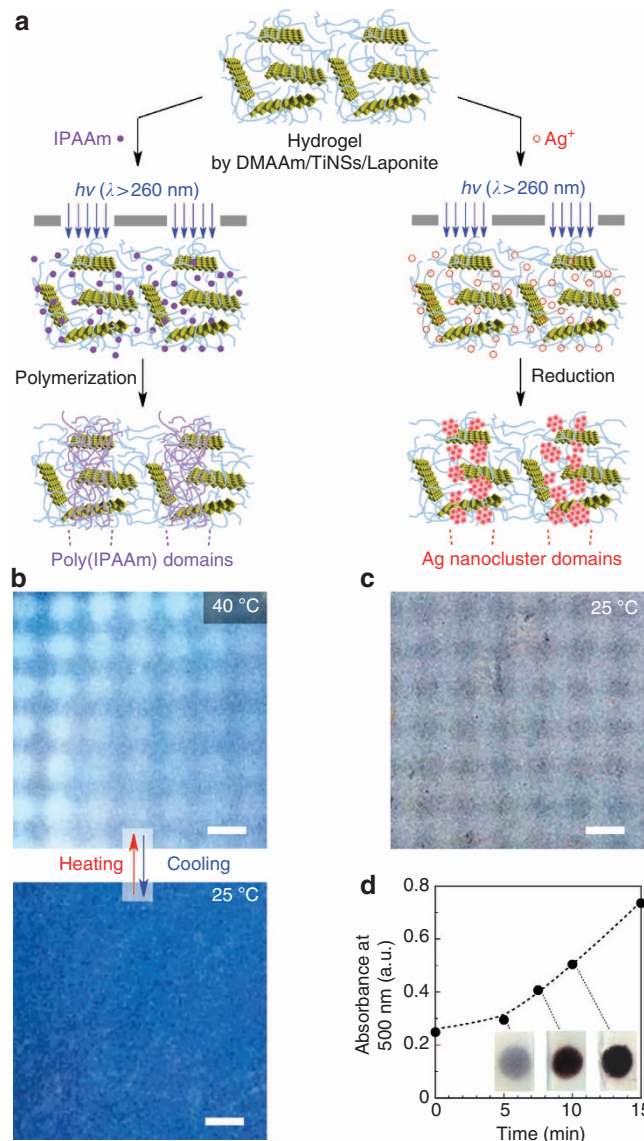 a
IPAAm
Hydrogel
by DMAAm/TiNSs/Laponite
Ag+
hν (λ>260 nm)
hν (λ>260 nm)
Polymerization
Reduction
Poly(IPAAm) domains
Ag nanocluster domains
b
40 °C
Heating
Cooling
25 °C
c
25 °C
d
Absorbance at
500 nm (a.u.)
0.8
0.6
0.4
0.2
0
0
5
10
15
Time (min)